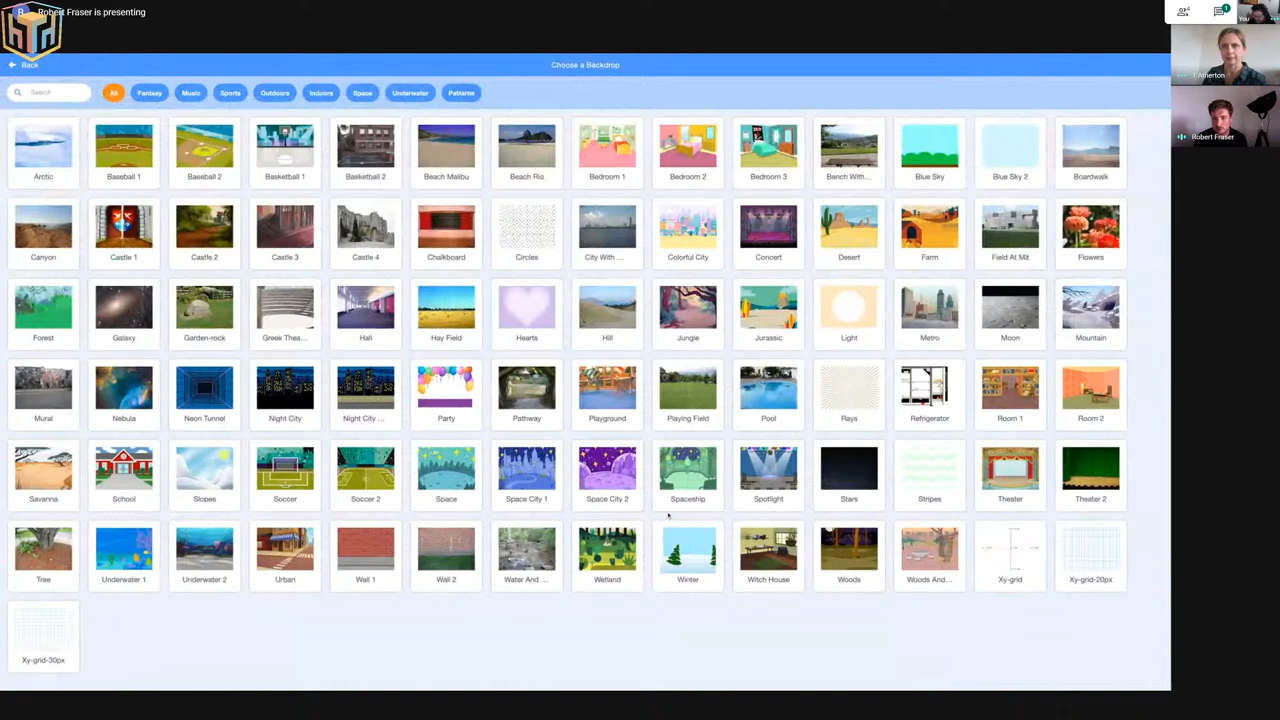 Robert Fraser is presenting
B
hTh
4
1
You
Back
Choose a Backdrop
Search
All
Fantasy
Music
Sports
Outdoors
Indoors
Space
Underwater
Patterns
T Atherton
Robert Fraser
Arctic
Baseball 1
Baseball 2
Basketball 1
Basketball 2
Beach Malibu
Beach Rio
Bedroom 1
Bedroom 2
Bedroom 3
Bench With...
Blue Sky
Blue Sky 2
Boardwalk
Canyon
Castle 1
Castle 2
Castle 3
Castle 4
Chalkboard
Circles
City With ...
Colorful City
Concert
Desert
Farm
Field At Mit
Flowers
Forest
Galaxy
Garden-rock
Greek Thea...
Hall
Hay Field
Hearts
Hill
Jungle
Jurassic
Light
Metro
Moon
Mountain
Mural
Nebula
Neon Tunnel
Night City
Night City ...
Party
Pathway
Playground
Playing Field
Pool
Rays
Refrigerator
Room 1
Room 2
Savanna
School
Slopes
Soccer
Soccer 2
Space
Space City 1
Space City 2
Spaceship
Spotlight
Stars
Stripes
Theater
Theater 2
Tree
Underwater 1
Underwater 2
Urban
Wall 1
Wall 2
Water And ...
Wetland
Winter
Witch House
Woods
Woods And...
Xy-grid
Xy-grid-20px
Xy-grid-30px